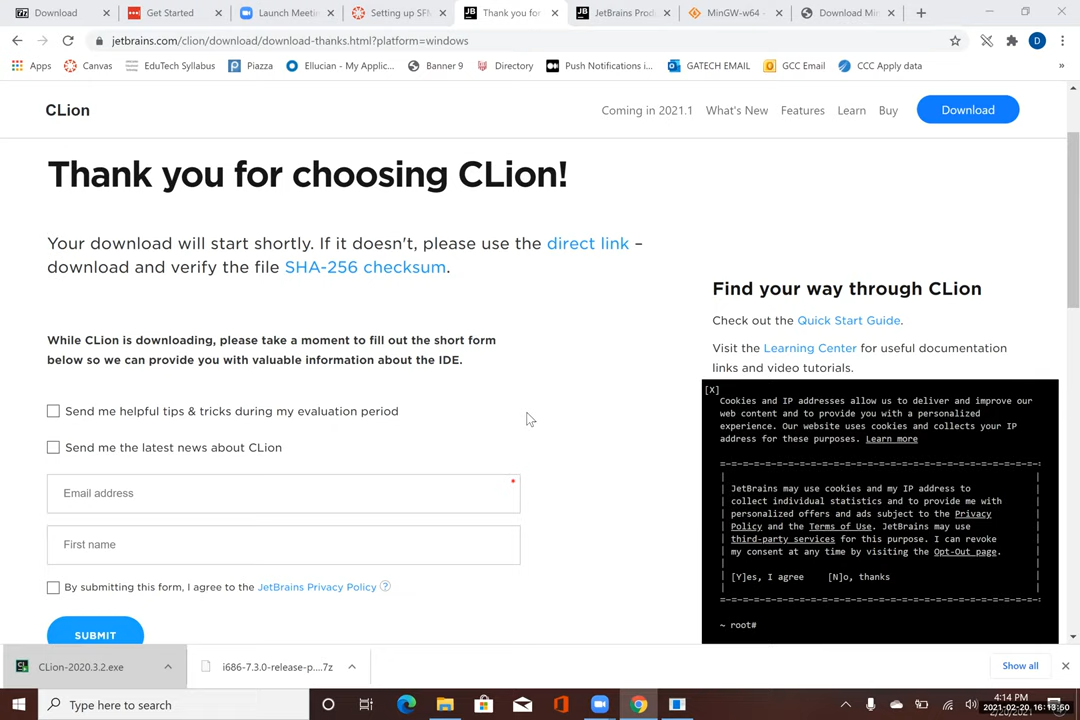 Download
Get Started
Launch Meeti
Setting up SFM
Thank you for
JetBrains Prod
MinGW-w64 -
Download Min
jetbrains.com/clion/download/download-thanks.html?platform=windows
Apps
Canvas
EduTech Syllabus
Piazza
Ellucian - My Applic...
Banner 9
Directory
Push Notifications i...
GATECH EMAIL
GCC Email
CCC Apply data
»
CLion
Coming in 2021.1
What's New
Features
Learn
Buy
Download
Thank you for choosing CLion!
Your download will start shortly. If it doesn't, please use the direct link –
download and verify the file SHA-256 checksum.
Find your way through CLion
Check out the Quick Start Guide.
Visit the Learning Center for useful documentation
links and video tutorials.
While CLion is downloading, please take a moment to fill out the short form
below so we can provide you with valuable information about the IDE.
Send me helpful tips & tricks during my evaluation period
Send me the latest news about CLion
Email address
*
First name
By submitting this form, I agree to the JetBrains Privacy Policy ?
SUBMIT
[X]
Cookies and IP addresses allow us to deliver and improve our
web content and to provide you with a personalized
experience. Our website uses cookies and collects your IP
address for these purposes. Learn more
JetBrains may use cookies and my IP address to
collect individual statistics and to provide me with
personalized offers and ads subject to the Privacy
Policy and the Terms of Use. JetBrains may use
third-party services for this purpose. I can revoke
my consent at any time by visiting the Opt-Out page.
[Y]es, I agree [N]o, thanks
~ root#
CLion-2020.3.2.exe
i686-7.3.0-release-p....7z
Show all
Type here to search
4:14 PM
2021-02-20, 16:13:50